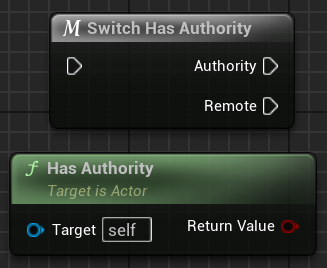 Switch Has Authority
Authority
Remote
f Has Authority
Target is Actor
Target self Return Value